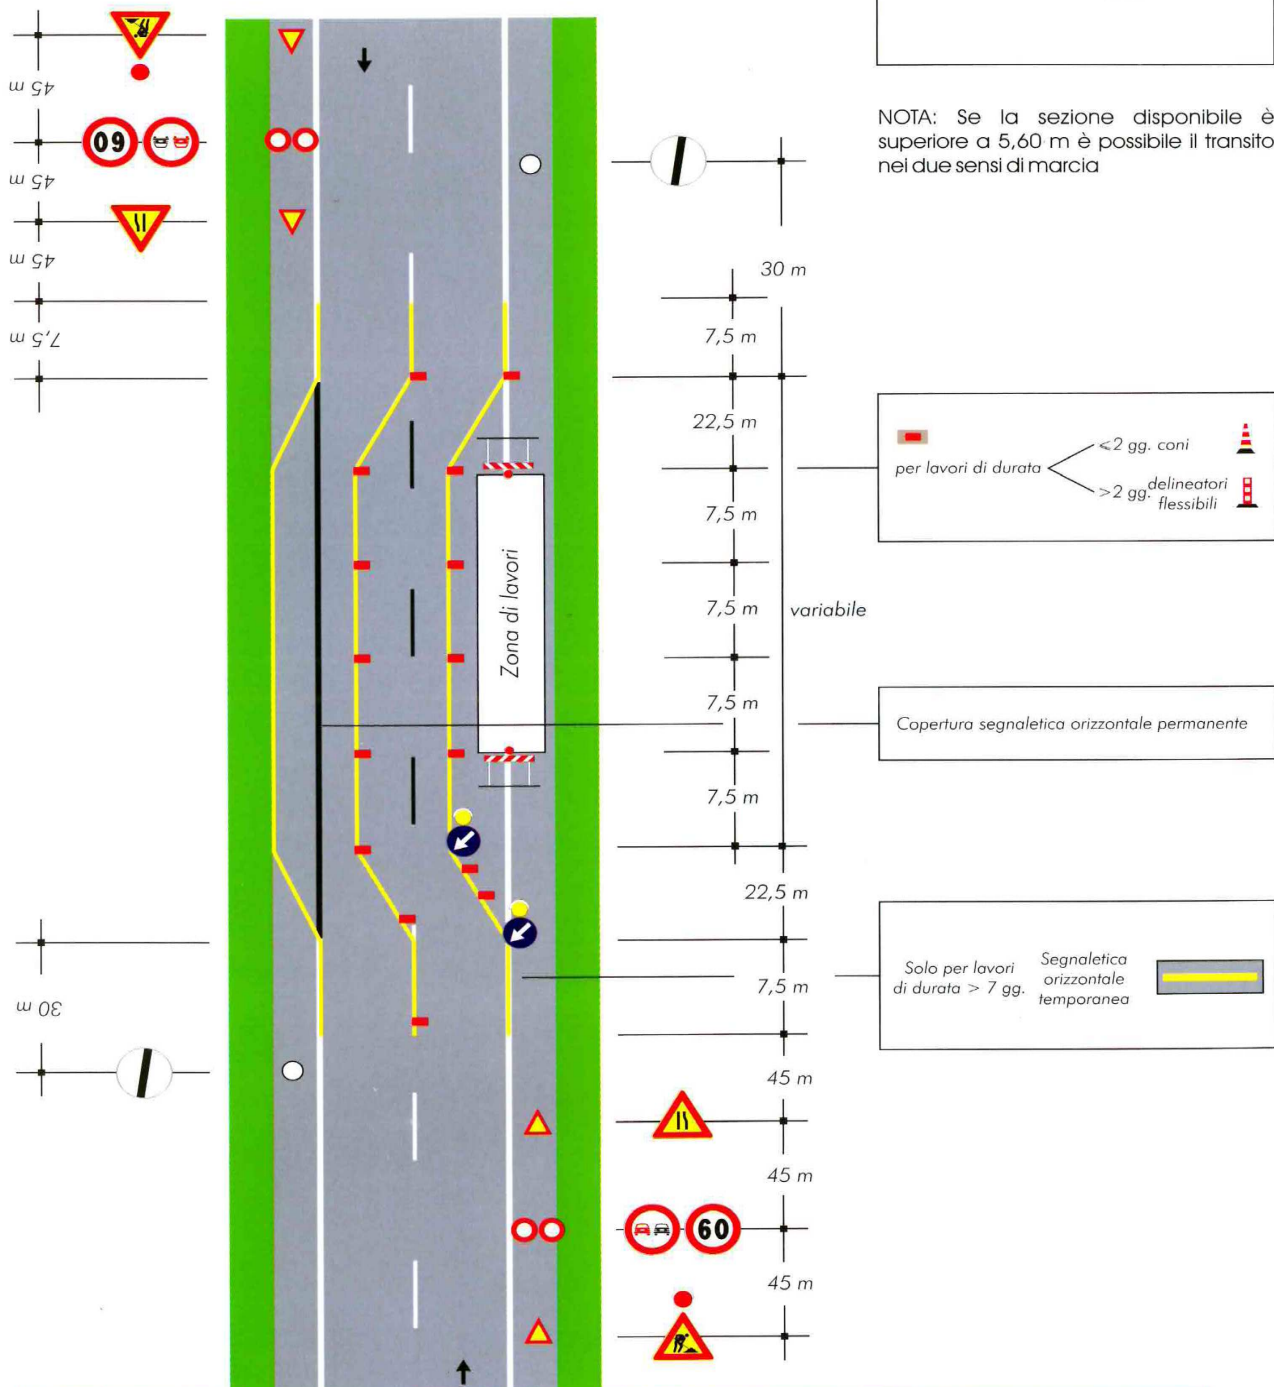 45 m
60
45 m
45 m
7,5 m
30 m
NOTA: Se la sezione disponibile è
superiore a 5,60 m è possibile il transito
nei due sensi di marcia
30 m
7,5 m
22,5 m
7,5 m
7,5 m
variabile
7,5 m
7,5 m
22,5 m
7,5 m
45 m
45 m
60
45 m
Zona di lavori
per lavori di durata
⩽2 gg. coni
>2 gg. delineatori
flessibili
Copertura segnaletica orizzontale permanente
Solo per lavori
di durata > 7 gg.
Segnaletica
orizzontale
temporanea